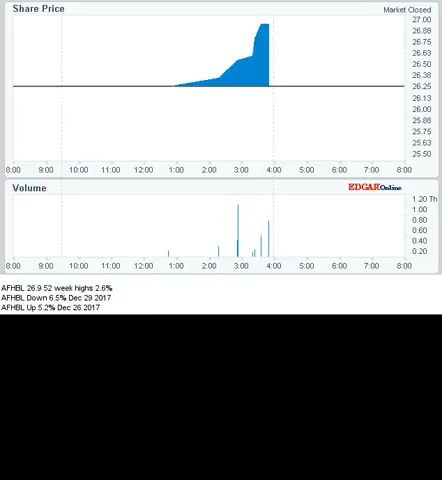 Share Price
Market Closed
27.00
26.88
26.75
26.63
26.50
26.38
26.25
26.13
26.00
25.88
25.75
25.63
25.50
8:00 9:00 10:00 11:00 12:00 1:00 2:00 3:00 4:00 5:00 6:00 7:00 8:00
Volume
EDGAR Online
1.20 Th
1.00
0.80
0.60
0.40
0.20
8:00 9:00 10:00 11:00 12:00 1:00 2:00 3:00 4:00 5:00 6:00 7:00 8:00
AFHBL 26.9 52 week highs 2.6%
AFHBL Down 6.5% Dec 29 2017
AFHBL Up 5.2% Dec 26 2017